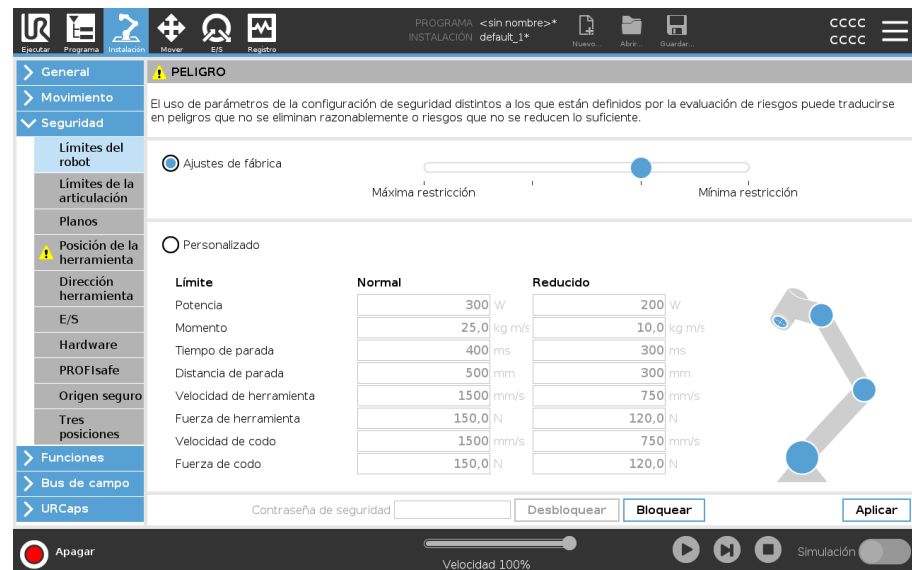 PROGRAMA <sin nombre>*
INSTALACIÓN default_1*
cccc
cccc
Ejecutar Programa Instalación Mover E/S Registro Nuevo... Abrir... Guardar...
General
Movimiento
Seguridad
Límites del
robot
Límites de la
articulación
Planos
Posición de la
herramienta
Dirección
herramienta
E/S
Hardware
PROFIsafe
Origen seguro
Tres
posiciones
Funciones
Bus de campo
URCaps
PELIGRO
El uso de parámetros de la configuración de seguridad distintos a los que están definidos por la evaluación de riesgos puede traducirse
en peligros que no se eliminan razonablemente o riesgos que no se reducen lo suficiente.
Ajustes de fábrica
Máxima restricción Mínima restricción
Personalizado
Límite Normal Reducido
Potencia 300 W 200 W
Momento 25,0 kg m/s 10,0 kg m/s
Tiempo de parada 400 ms 300 ms
Distancia de parada 500 mm 300 mm
Velocidad de herramienta 1500 mm/s 750 mm/s
Fuerza de herramienta 150,0 N 120,0 N
Velocidad de codo 1500 mm/s 750 mm/s
Fuerza de codo 150,0 N 120,0 N
Contraseña de seguridad Desbloquear Bloquear Aplicar
Apagar
Velocidad 100%
Simulación